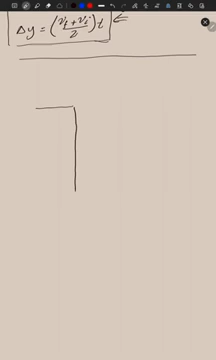 Δy = (v_f + v_i / 2) t